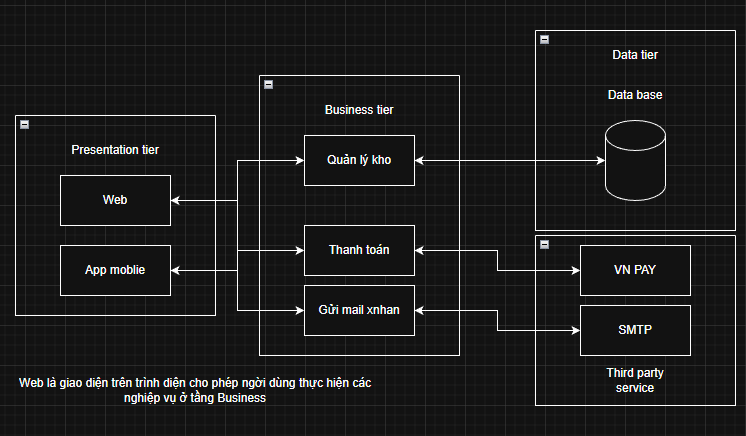 Data tier
Data base
Business tier
Presentation tier
Quản lý kho
Web
Thanh toán
App moblie
VN PAY
Gửi mail xnhan
SMTP
Third party
service
Web là giao diện trên trình diện cho phép ngời dùng thực hiện các
nghiệp vụ ở tầng Business